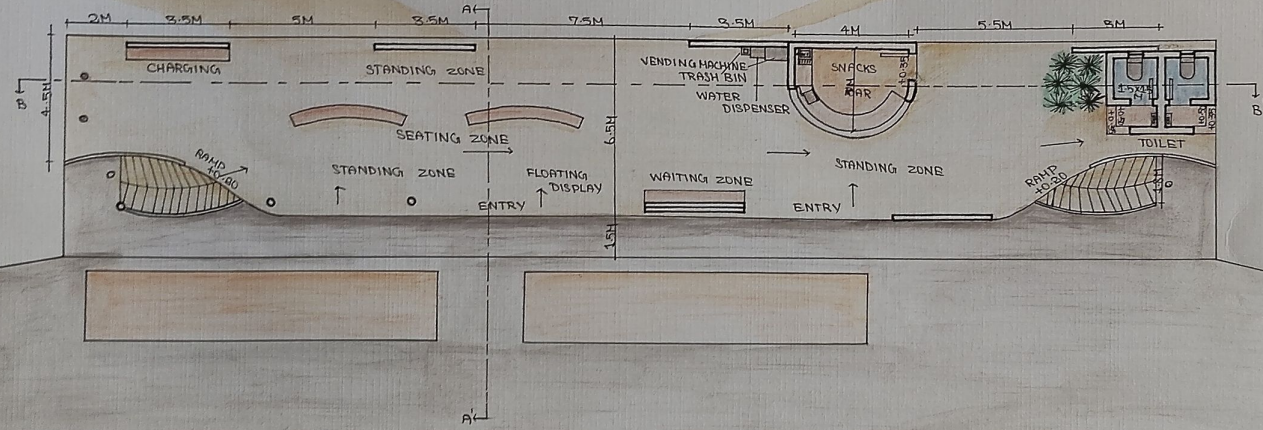 2M
3.5M
5M
3.5M
A
7.5M
3.5M
4M
5.5M
3M
B
4.5M
CHARGING
STANDING ZONE
VENDING MACHINE
TRASH BIN
WATER
DISPENSER
SNACKS
BAR
+0.35
B
SEATING ZONE
6.5M
TOILET
RAMP
+0.20
STANDING ZONE
FLOATING
DISPLAY
ENTRY
WAITING ZONE
STANDING ZONE
ENTRY
RAMP
+0.20
1.5M
A'